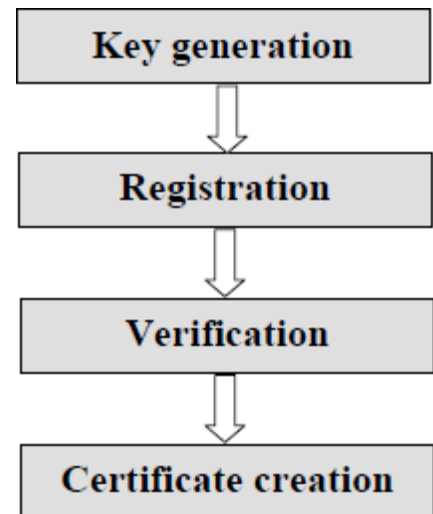 Key generation
Registration
Verification
Certificate creation